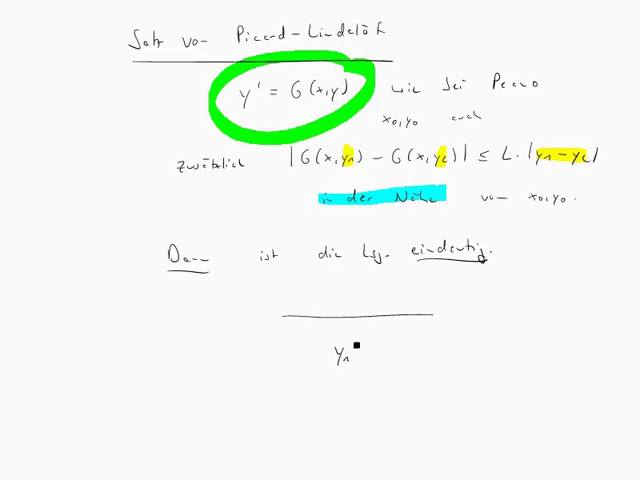 Satz von Picard-Lindelöf
y' = G(x,y) wie bei Peano
x₀,y₀ auch
zusätzlich |G(x,y₁) - G(x,y₂)| ≤ L·|y₁ - y₂|
in der Nähe von x₀,y₀.
Dann ist die Lsg. eindeutig.
y₁